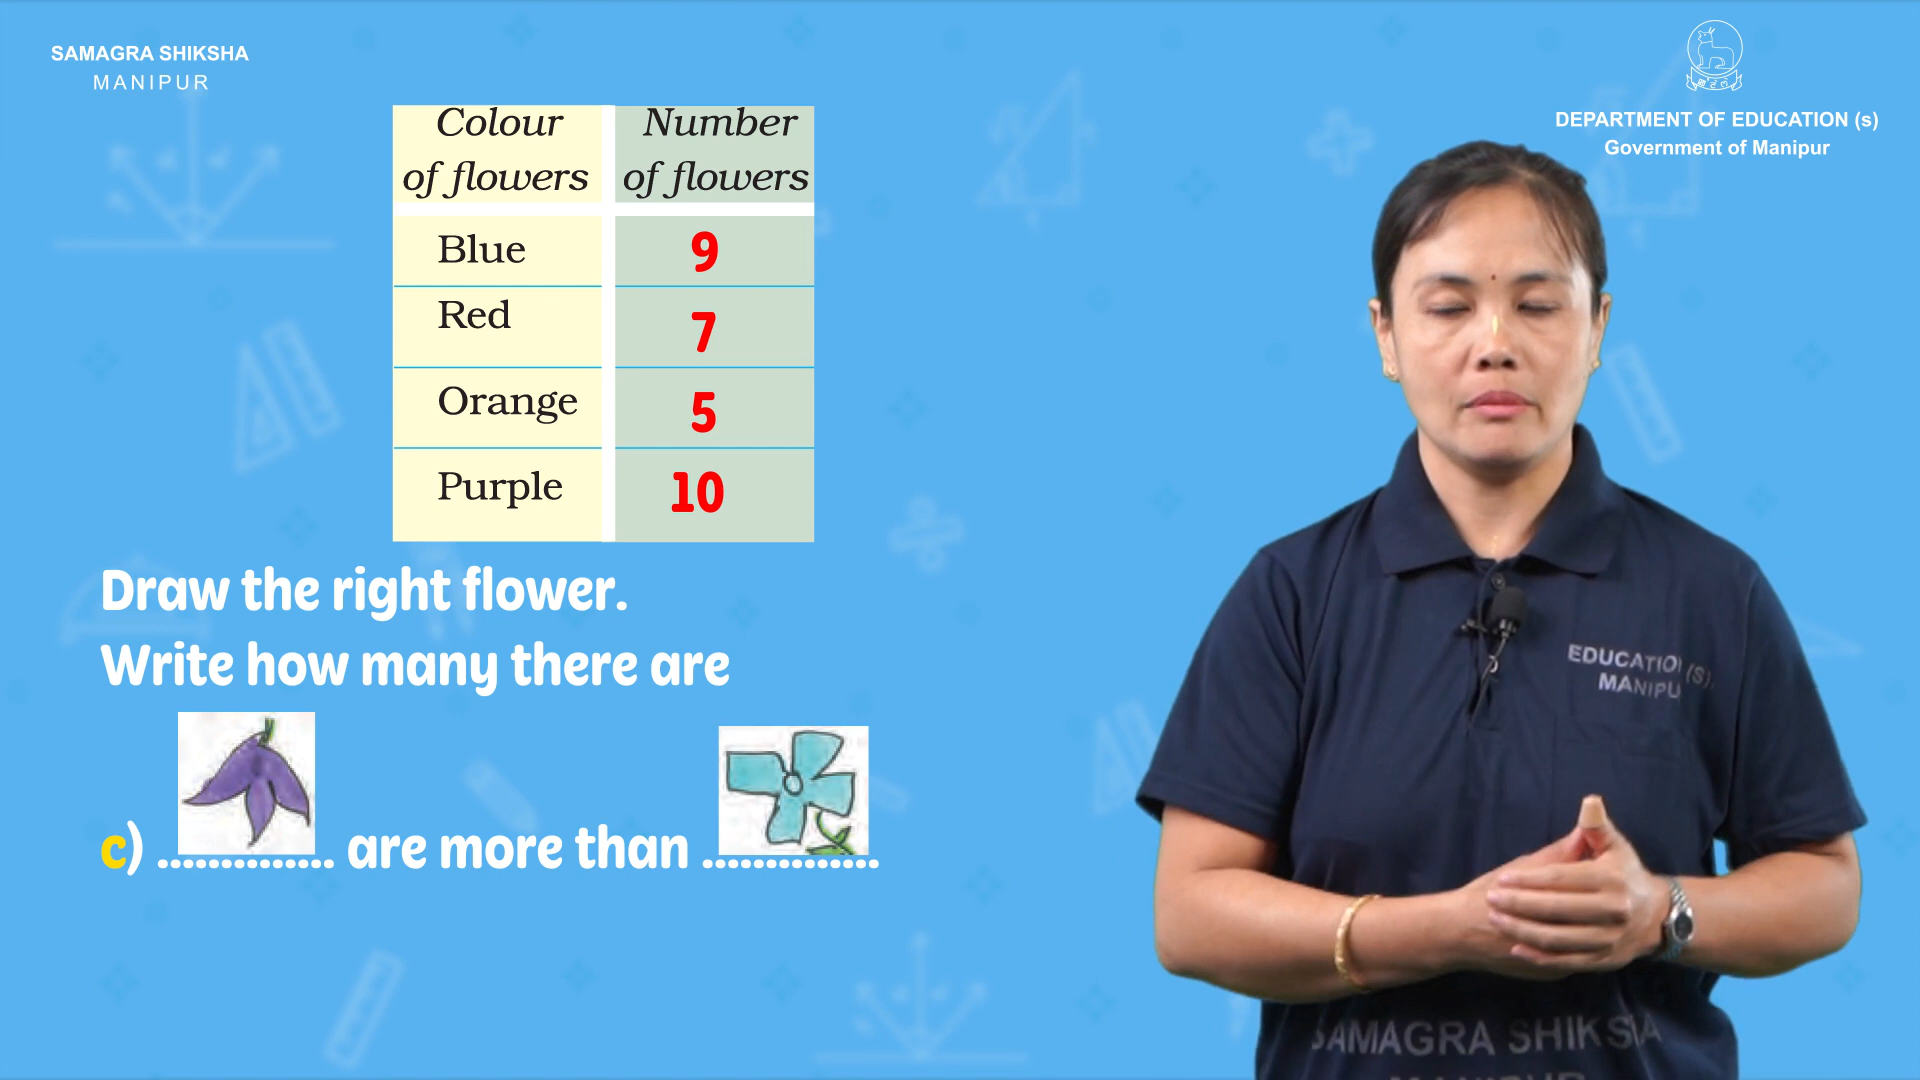 SAMAGRA SHIKSHA
MANIPUR
DEPARTMENT OF EDUCATION (s)
Government of Manipur
Colour of flowers Number of flowers
Blue 9
Red 7
Orange 5
Purple 10
Draw the right flower.
Write how many there are
c) .............. are more than ..............
EDUCATION (S)
MANIPU
SAMAGRA SHIKSHA